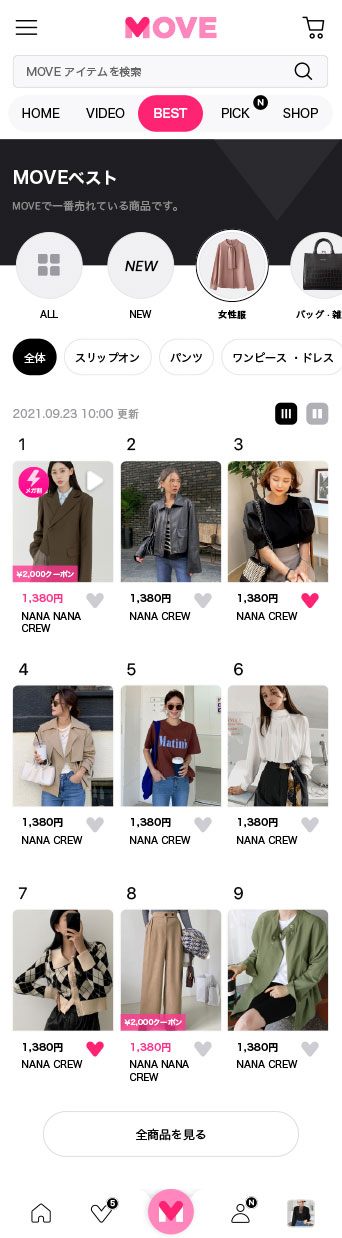 MOVE
MOVE アイテムを検索
HOME VIDEO BEST PICK N SHOP
MOVEベスト
MOVEで一番売れている商品です。
NEW
ALL NEW 女性服 バッグ · 雑
全体 スリップオン パンツ ワンピース ・ドレス
2021.09.23 10:00 更新
1 2 3
メガ割
¥2,000クーポン
1,380円 1,380円 1,380円
NANA NANA CREW NANA CREW NANA CREW
4 5 6
Matini
1,380円 1,380円 1,380円
NANA CREW NANA CREW NANA CREW
7 8 9
¥2,000クーポン
1,380円 1,380円 1,380円
NANA CREW NANA NANA CREW NANA CREW
全商品を見る
5 M N